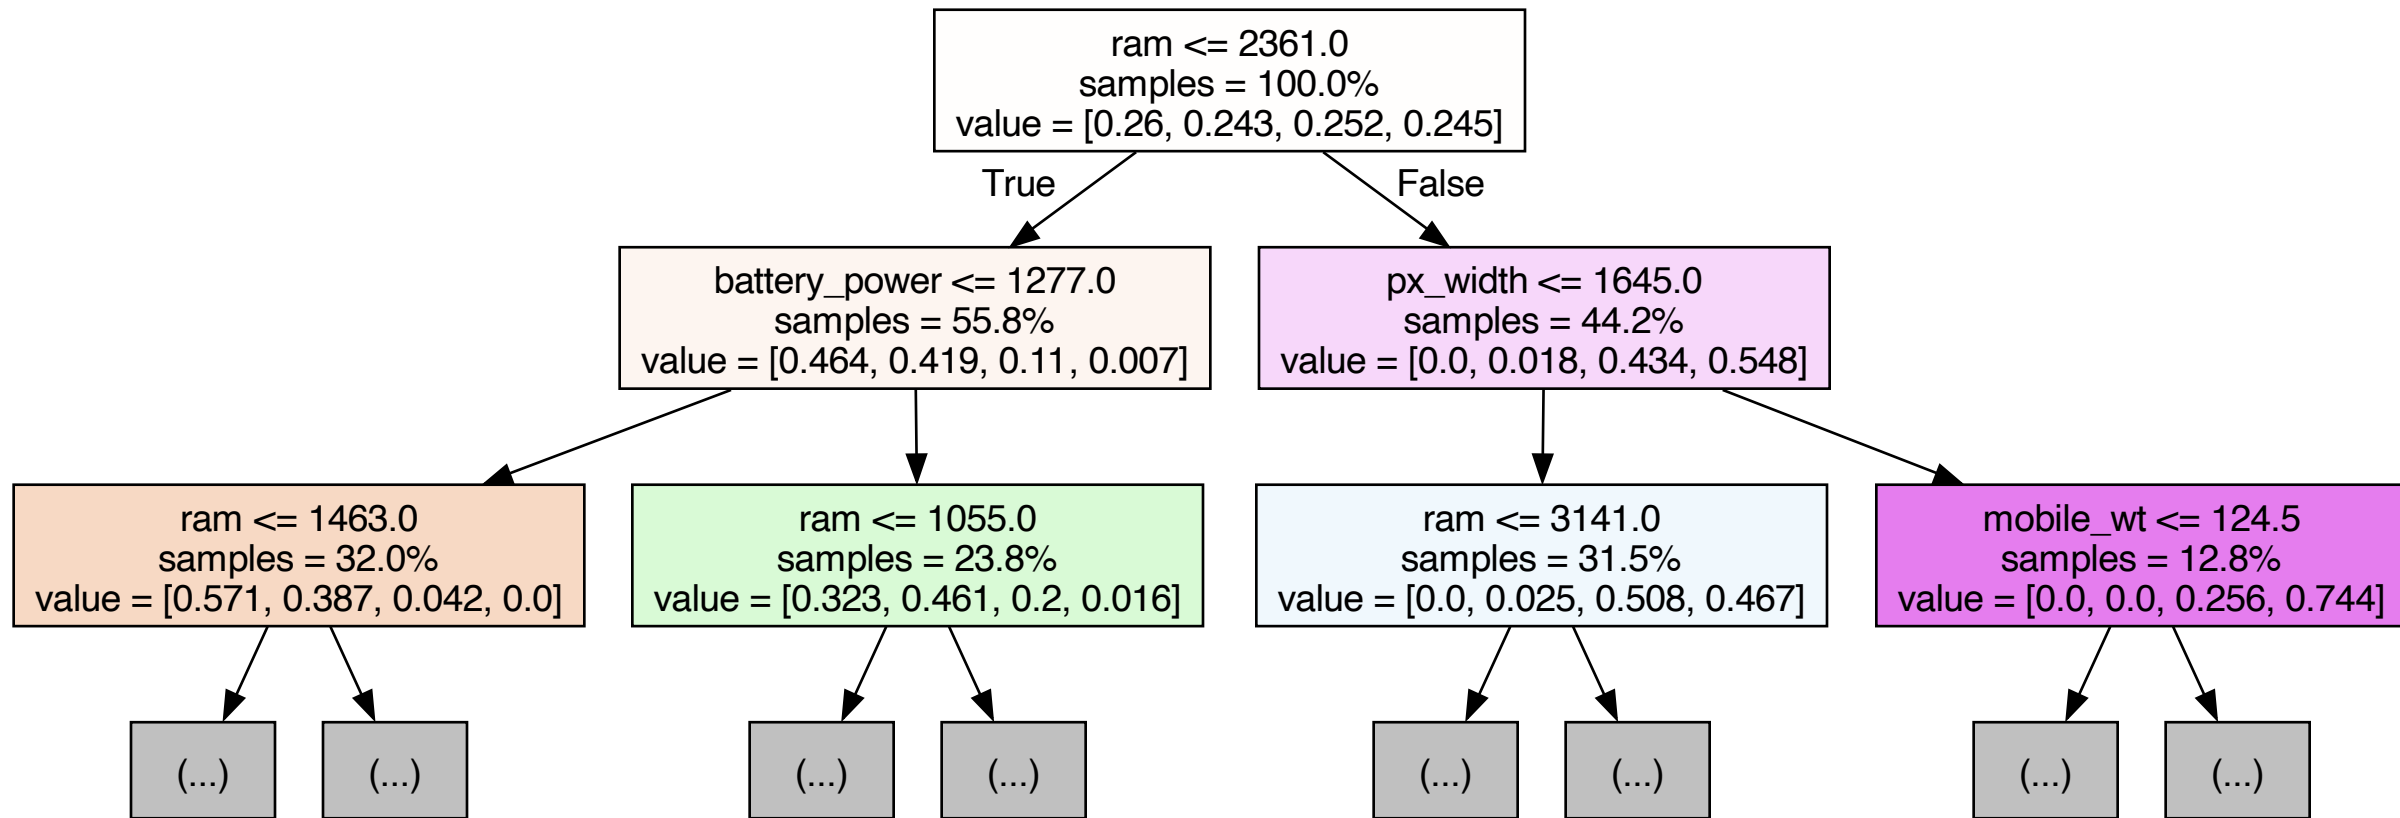 ram <= 2361.0
samples = 100.0%
value = [0.26, 0.243, 0.252, 0.245]
True
False
battery_power <= 1277.0
samples = 55.8%
value = [0.464, 0.419, 0.11, 0.007]
px_width <= 1645.0
samples = 44.2%
value = [0.0, 0.018, 0.434, 0.548]
ram <= 1463.0
samples = 32.0%
value = [0.571, 0.387, 0.042, 0.0]
ram <= 1055.0
samples = 23.8%
value = [0.323, 0.461, 0.2, 0.016]
ram <= 3141.0
samples = 31.5%
value = [0.0, 0.025, 0.508, 0.467]
mobile_wt <= 124.5
samples = 12.8%
value = [0.0, 0.0, 0.256, 0.744]
(...)
(...)
(...)
(...)
(...)
(...)
(...)
(...)